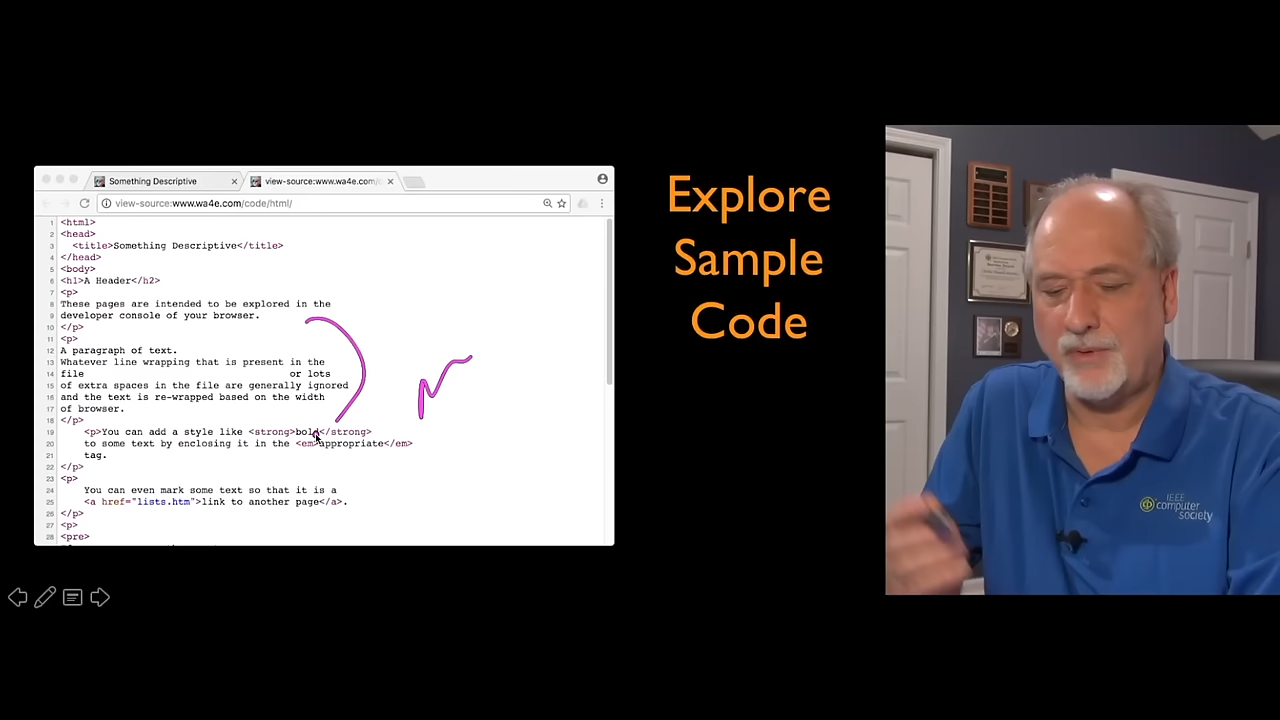 Something Descriptive
view-source:www.wa4e.com/
view-source:www.wa4e.com/code/html/
1 <html>
2 <head>
3 <title>Something Descriptive</title>
4 </head>
5 <body>
6 <h1>A Header</h2>
7 <p>
8 These pages are intended to be explored in the
9 developer console of your browser.
10 </p>
11 <p>
12 A paragraph of text.
13 Whatever line wrapping that is present in the
14 file or lots
15 of extra spaces in the file are generally ignored
16 and the text is re-wrapped based on the width
17 of browser.
18 </p>
19 <p>You can add a style like <strong>bold</strong>
20 to some text by enclosing it in the <em>appropriate</em>
21 tag.
22 </p>
23 <p>
24 You can even mark some text so that it is a
25 <a href="lists.htm">link to another page</a>.
26 </p>
27 <p>
28 <pre>
Explore
Sample
Code
IEEE
computer
society